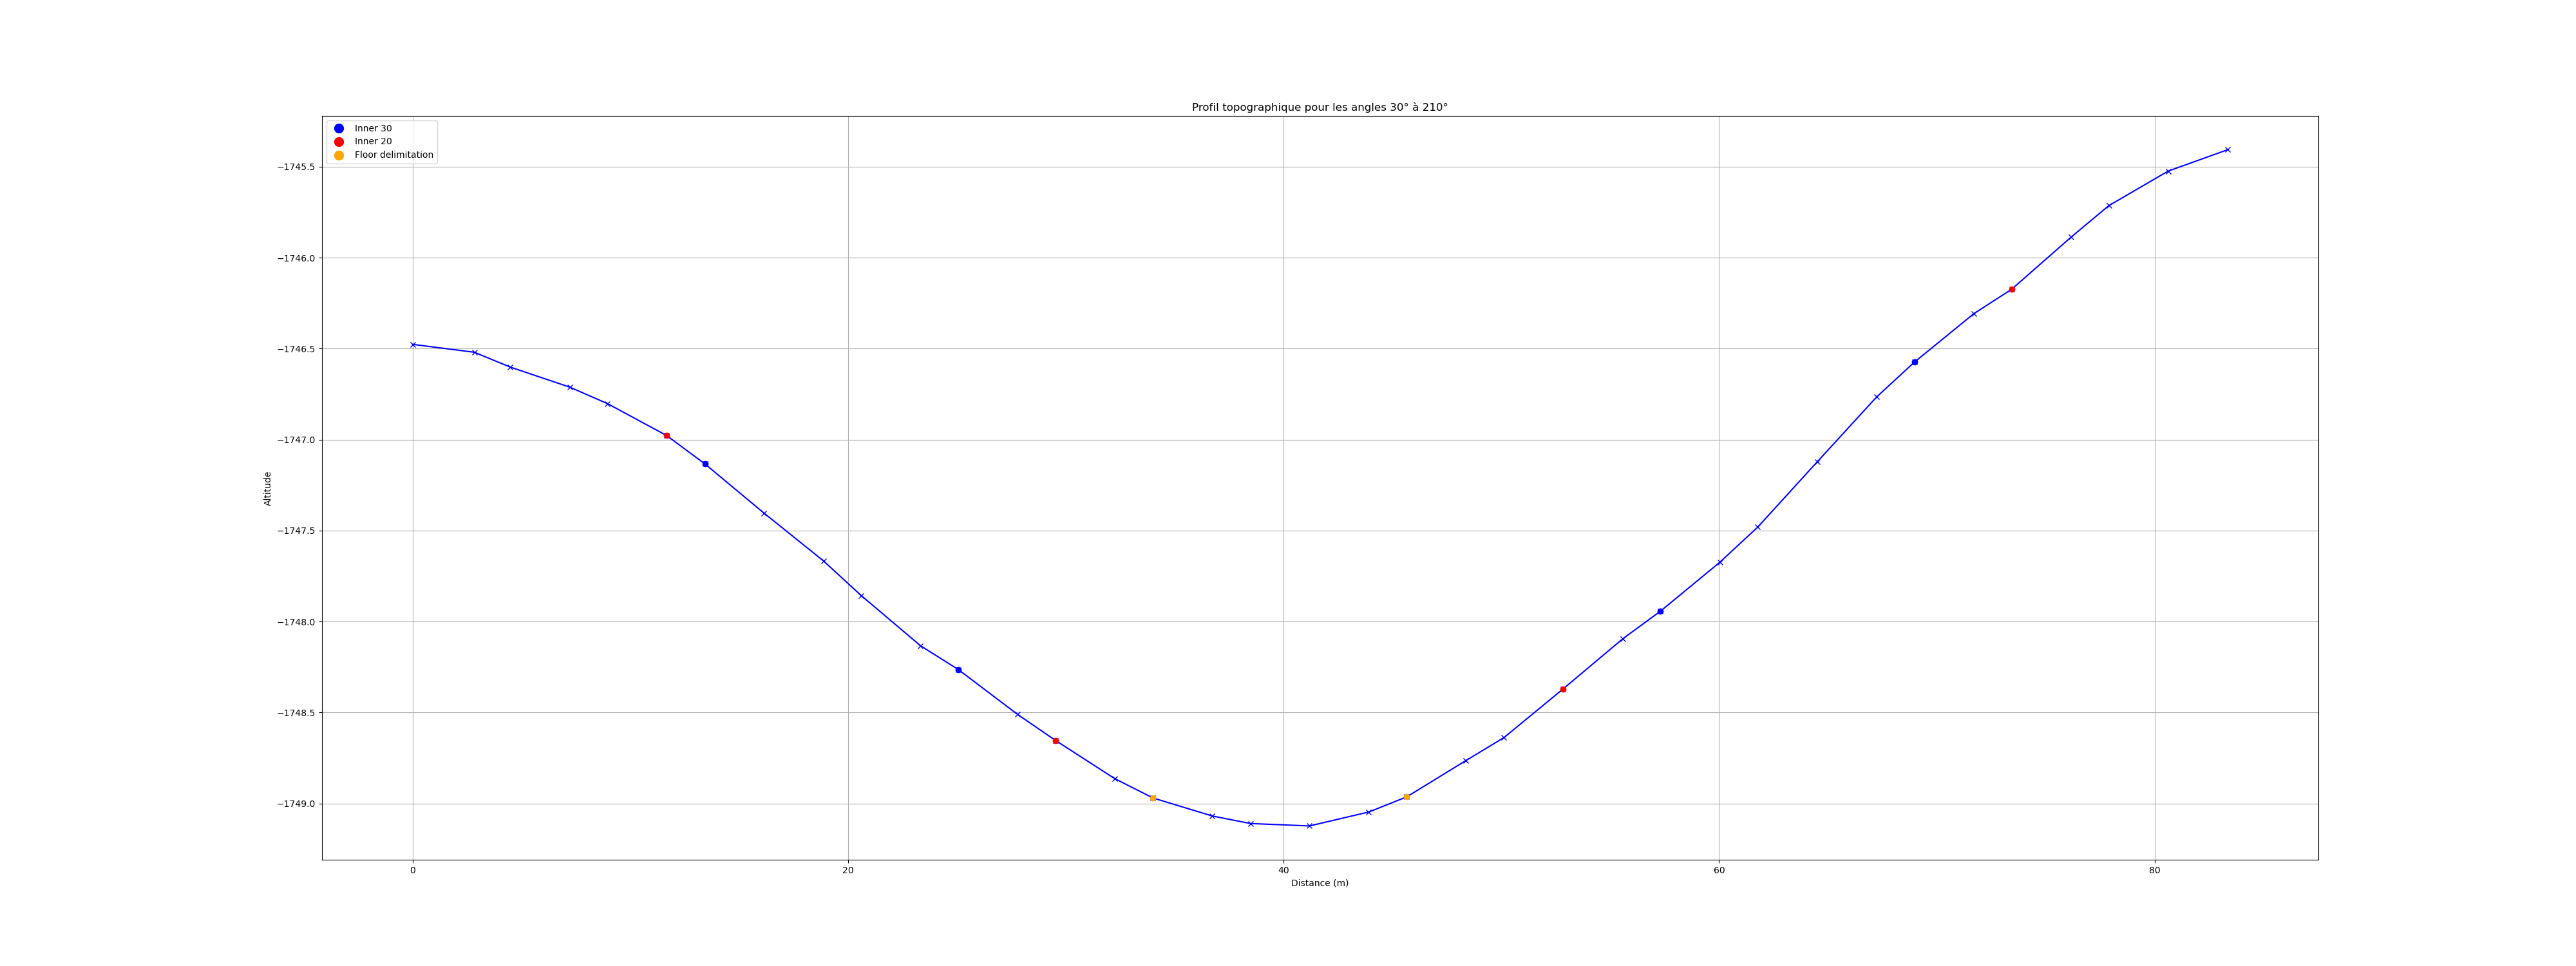 Profil topographique pour les angles 30° à 210°
Inner 30
Inner 20
Floor delimitation
−1745.5
−1746.0
−1746.5
−1747.0
−1747.5
−1748.0
−1748.5
−1749.0
Altitude
0 20 40 60 80
Distance (m)